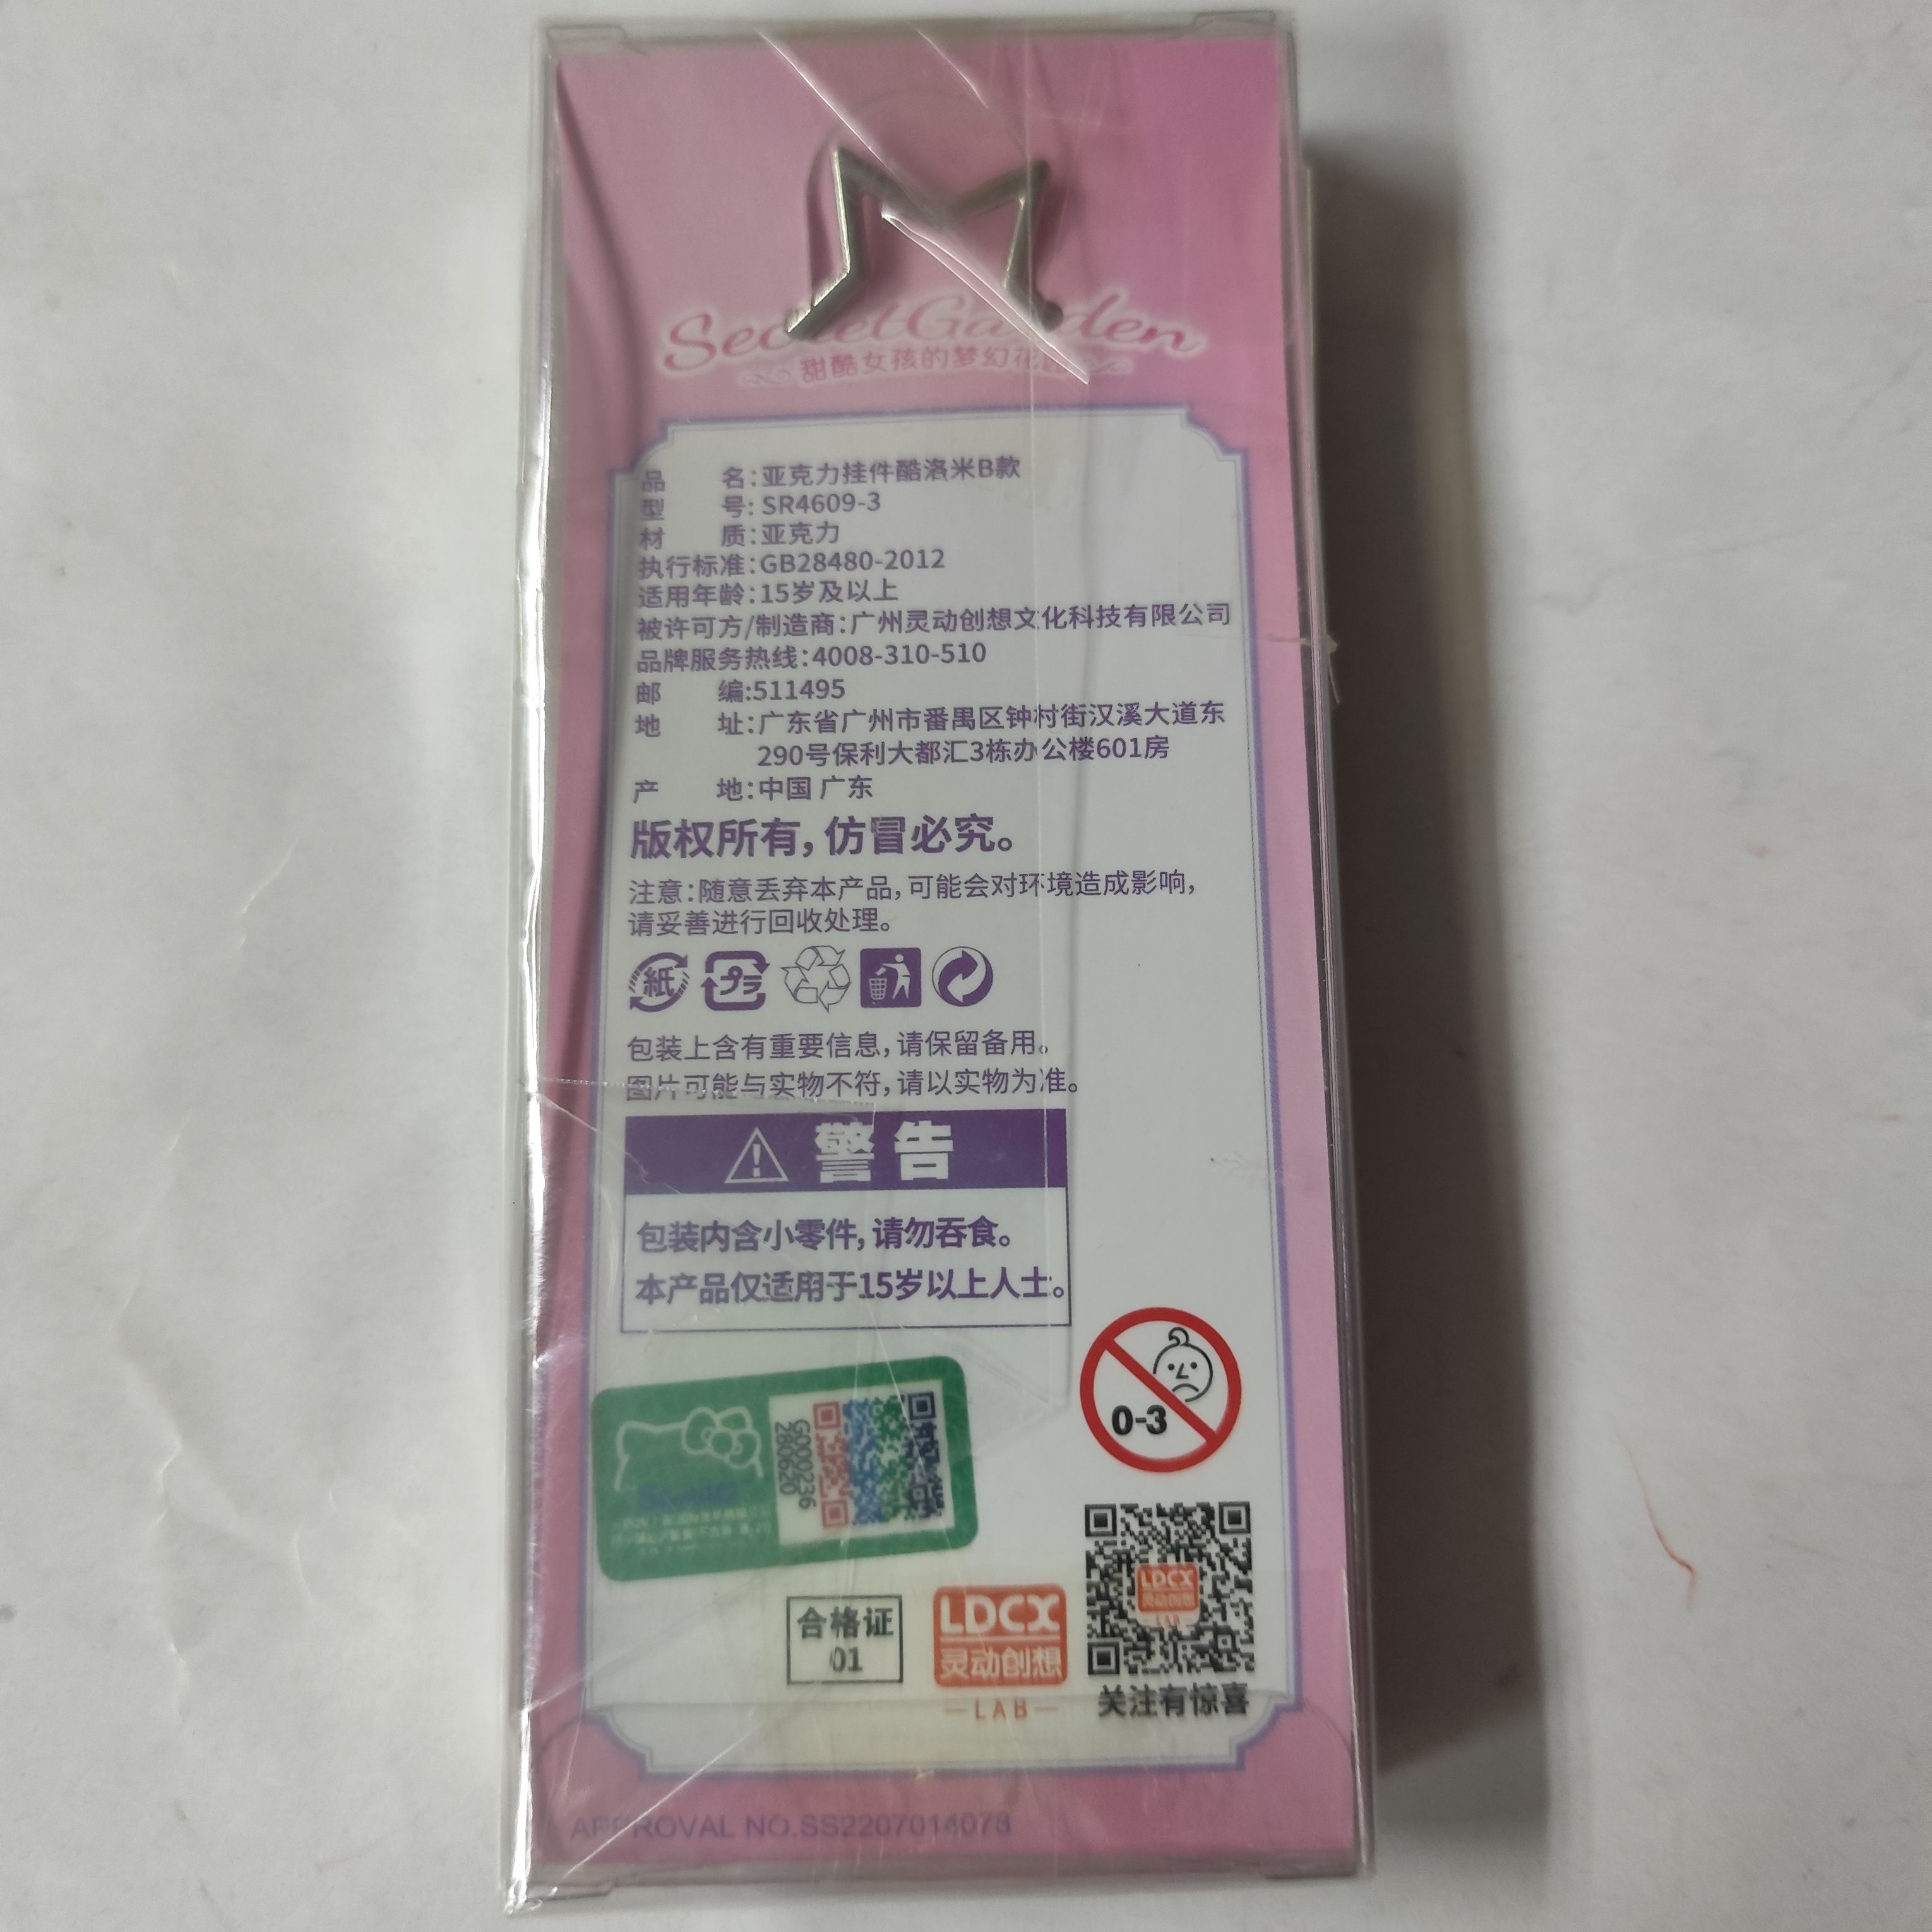 Secret Garden
甜酷女孩的梦幻花园
品 名：亚克力挂件酷洛米B款
型 号：SR4609-3
材 质：亚克力
执行标准：GB28480-2012
适用年龄：15岁及以上
被许可方/制造商：广州灵动创想文化科技有限公司
品牌服务热线：4008-310-510
邮 编:511495
地 址：广东省广州市番禺区钟村街汉溪大道东
290号保利大都汇3栋办公楼601房
产 地：中国 广东
版权所有，仿冒必究。
注意：随意丢弃本产品，可能会对环境造成影响，
请妥善进行回收处理。
紙 プラ
包装上含有重要信息，请保留备用。
图片可能与实物不符，请以实物为准。
警告
包装内含小零件，请勿吞食。
本产品仅适用于15岁以上人士。
0-3
合格证
01
LDCX
灵动创想
LAB
LDCX
灵动创想
LAB
关注有惊喜
APPROVAL NO.SS2207014078